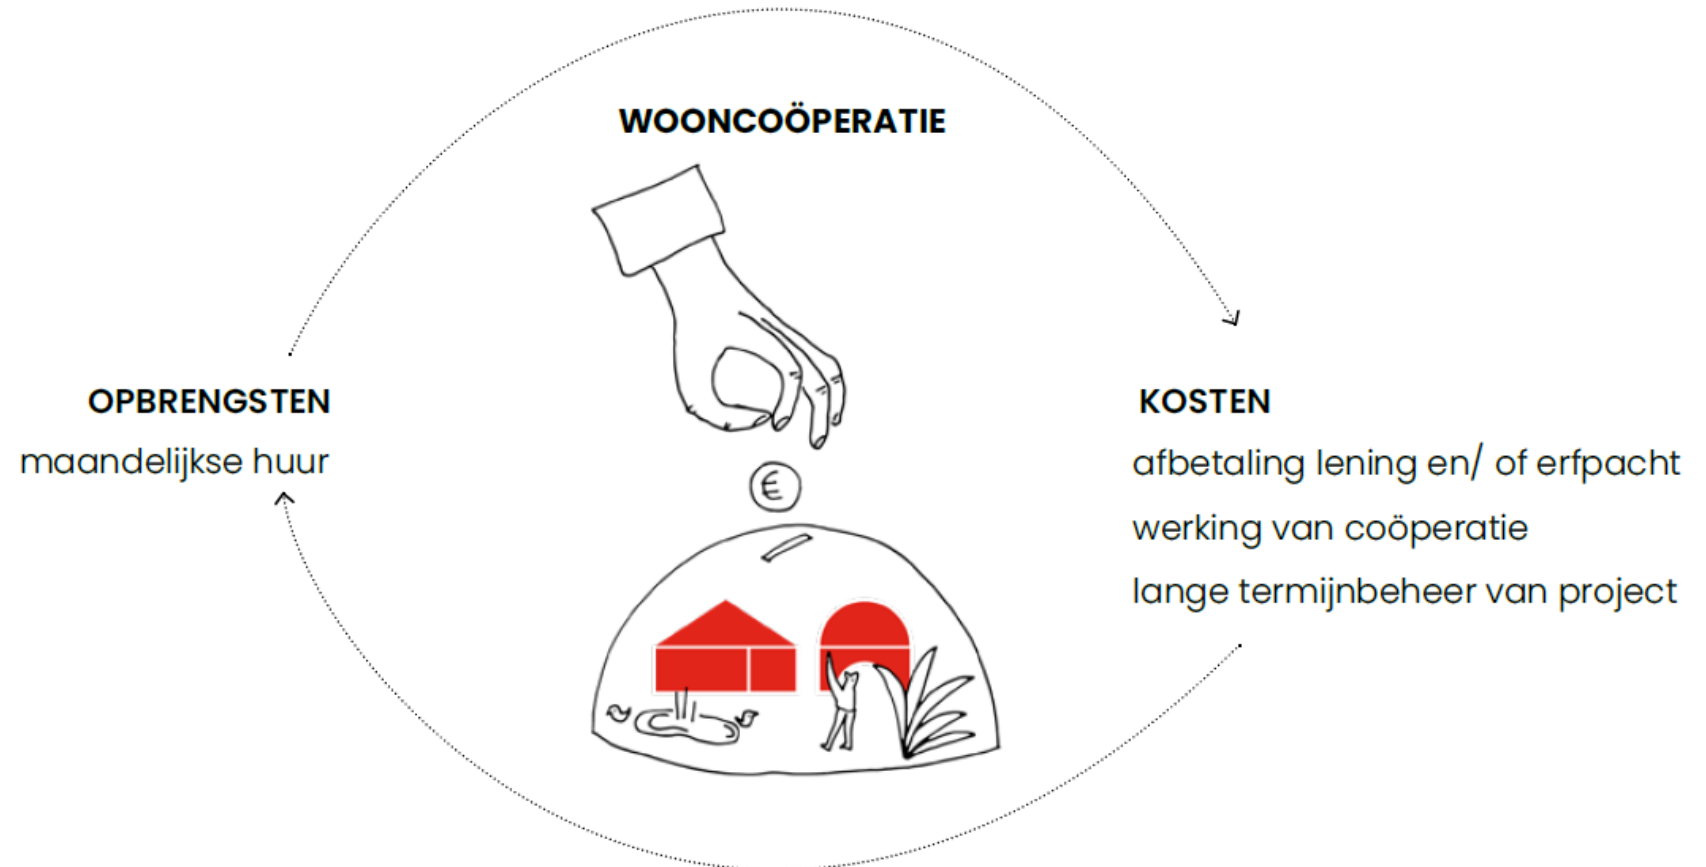 WOONCOÖPERATIE
€
OPBRENGSTEN
maandelijkse huur
KOSTEN
afbetaling lening en/ of erfpacht
werking van coöperatie
lange termijnbeheer van project